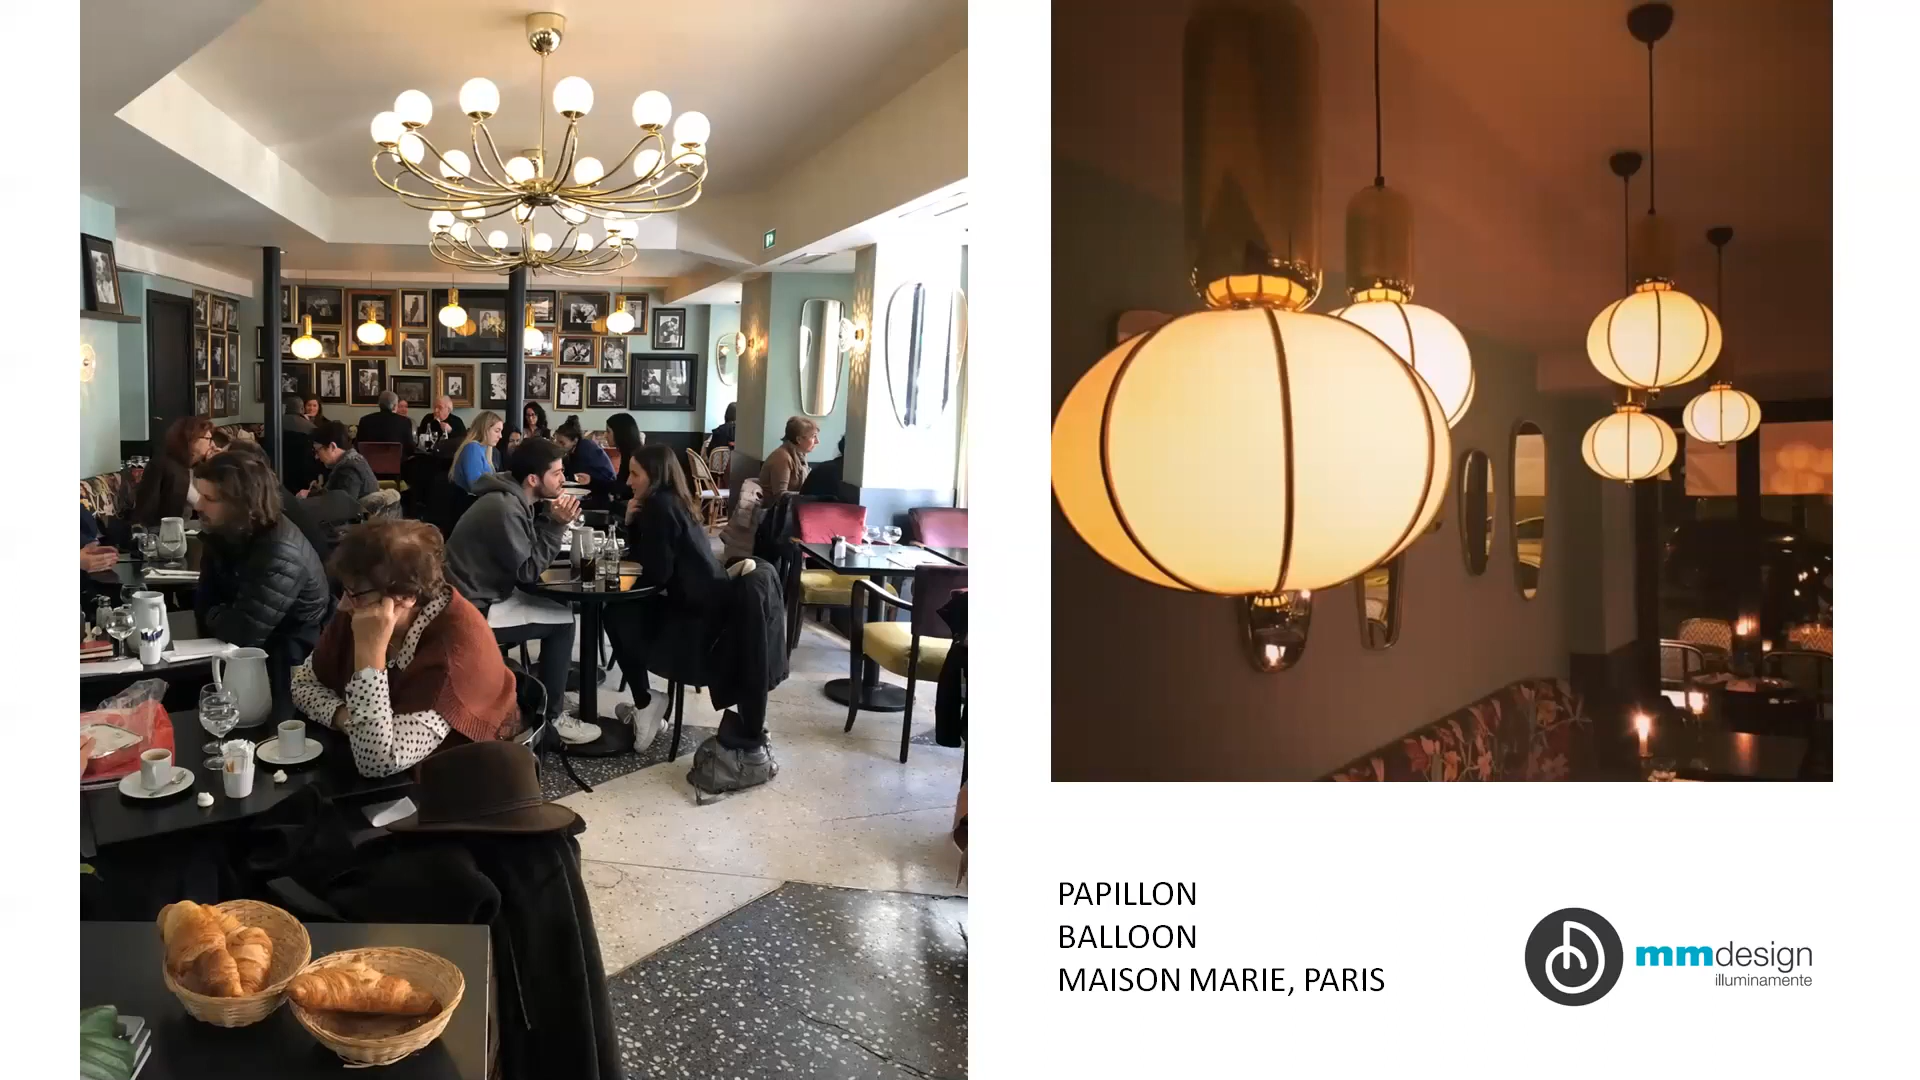 PAPILLON
BALLOON
MAISON MARIE, PARIS
mmdesign
illuminamente